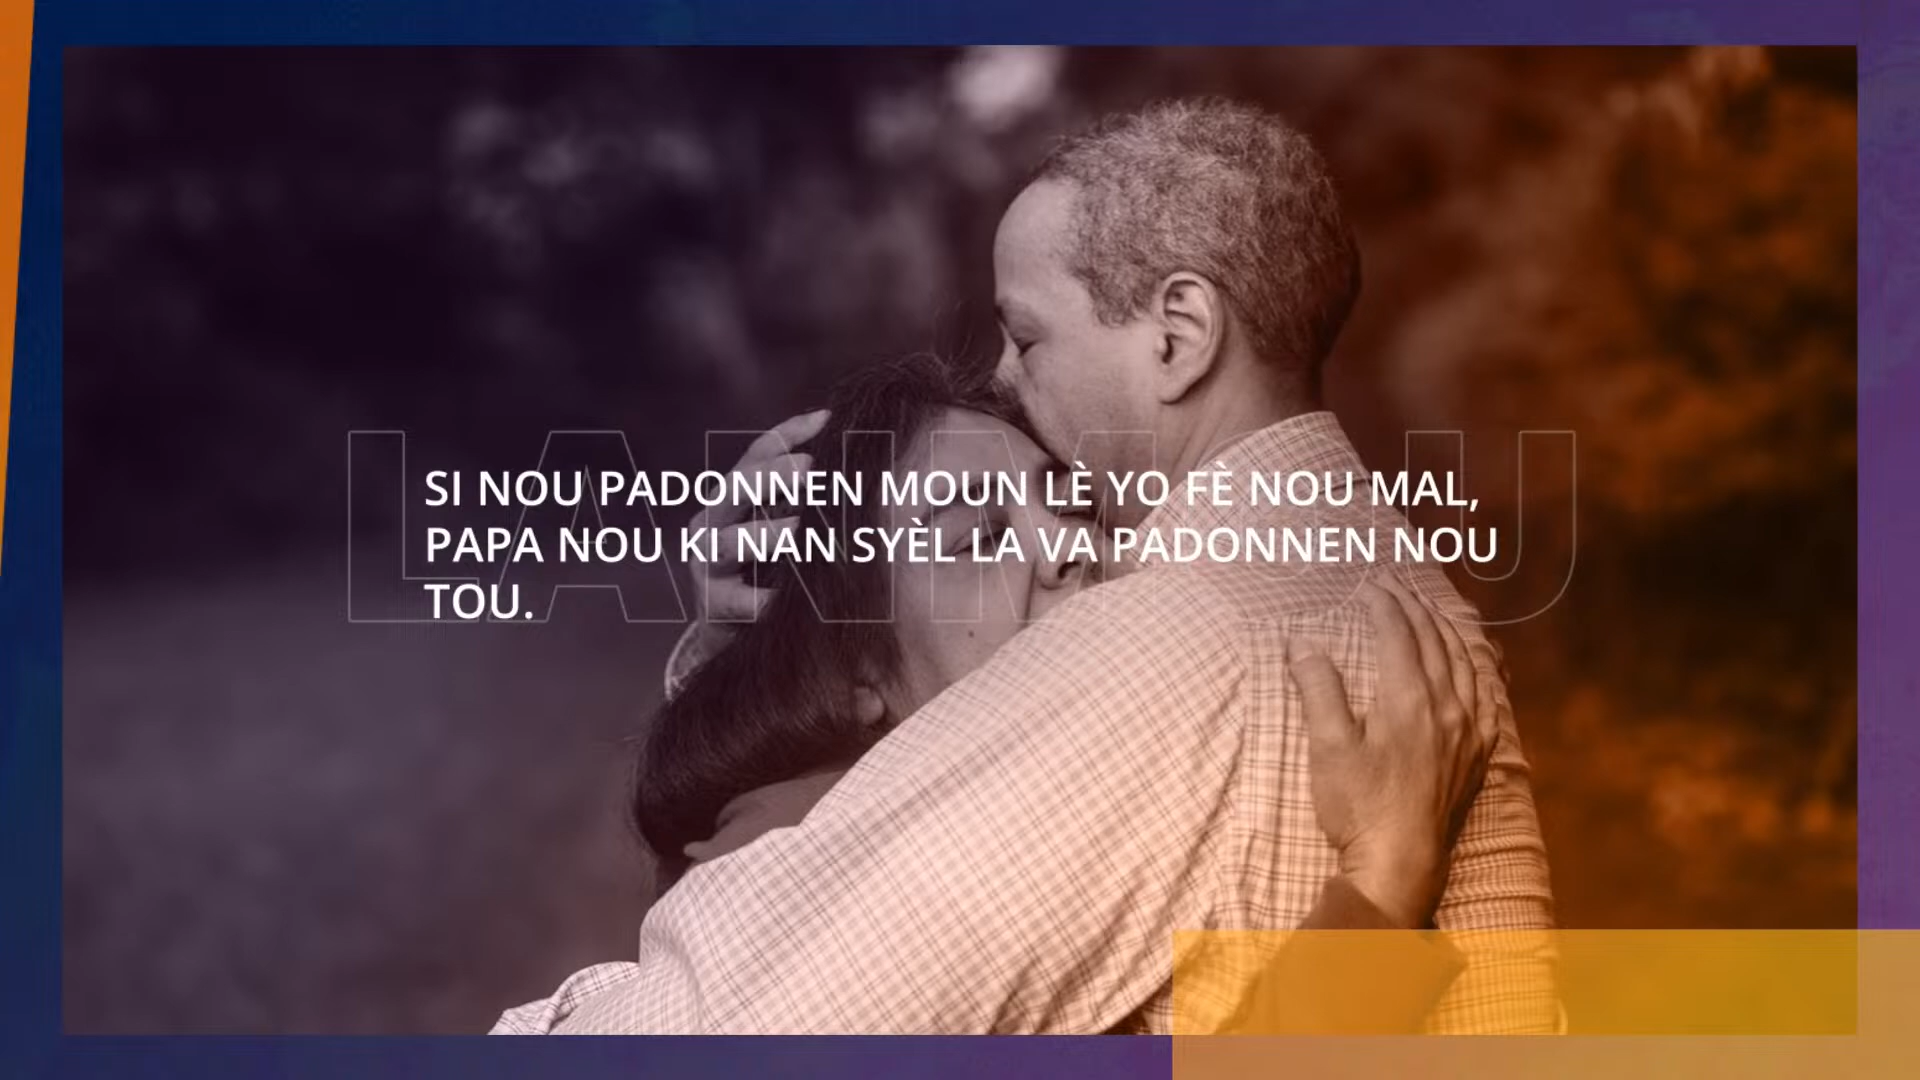 LANMOU
SI NOU PADONNEN MOUN LÈ YO FÈ NOU MAL,
PAPA NOU KI NAN SYÈL LA VA PADONNEN NOU
TOU.